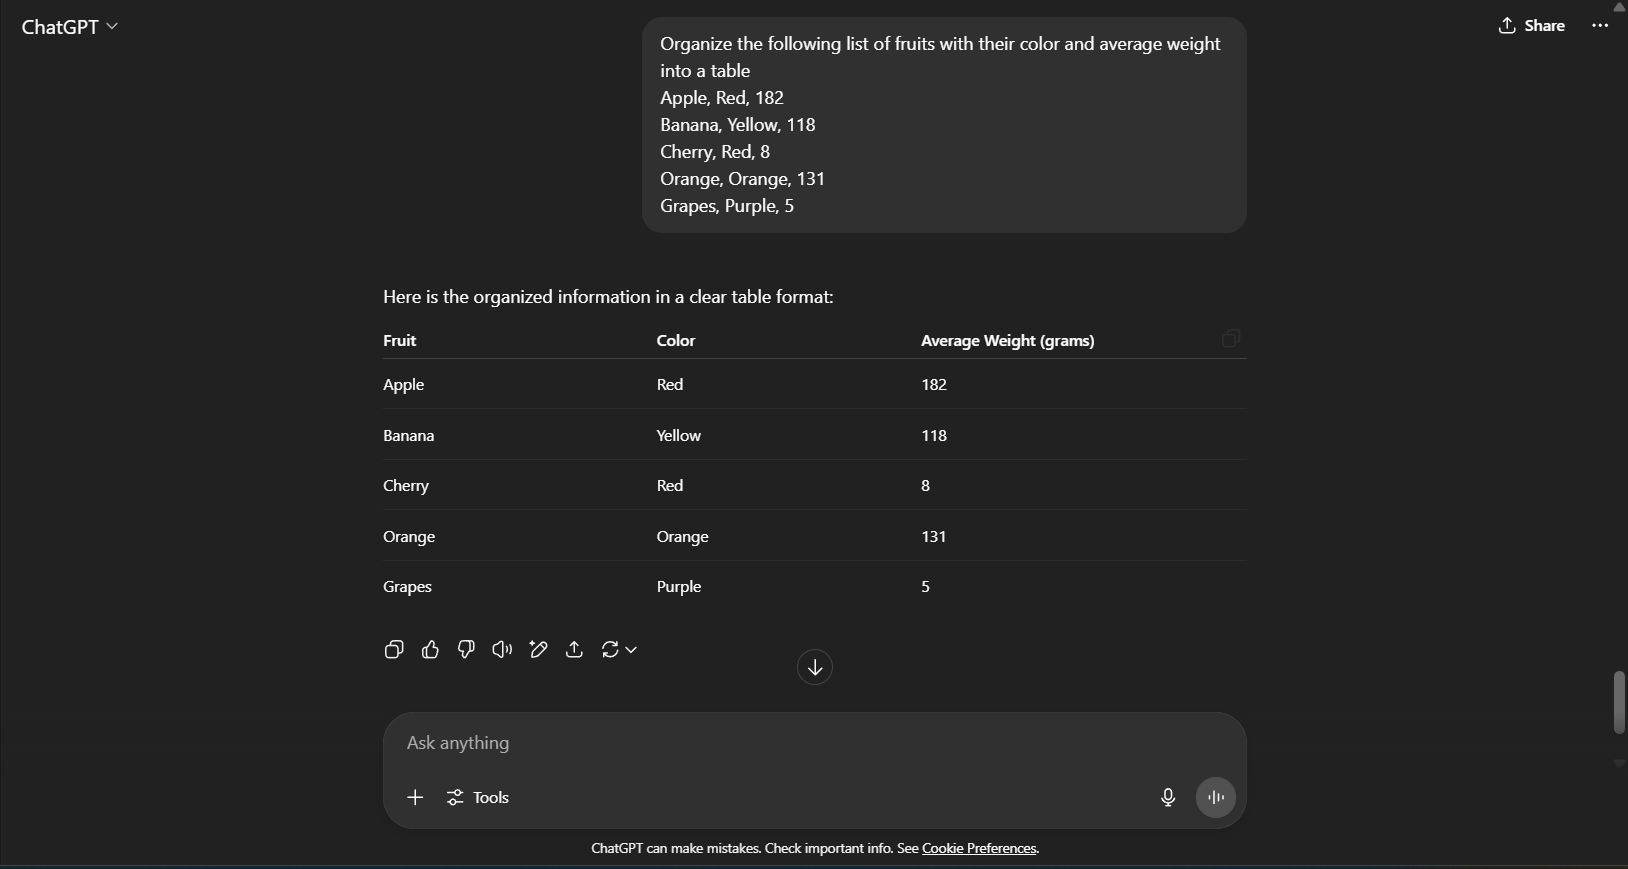 ChatGPT
Share
Organize the following list of fruits with their color and average weight
into a table
Apple, Red, 182
Banana, Yellow, 118
Cherry, Red, 8
Orange, Orange, 131
Grapes, Purple, 5
Here is the organized information in a clear table format:
Fruit Color Average Weight (grams)
Apple Red 182
Banana Yellow 118
Cherry Red 8
Orange Orange 131
Grapes Purple 5
Ask anything
Tools
ChatGPT can make mistakes. Check important info. See Cookie Preferences.